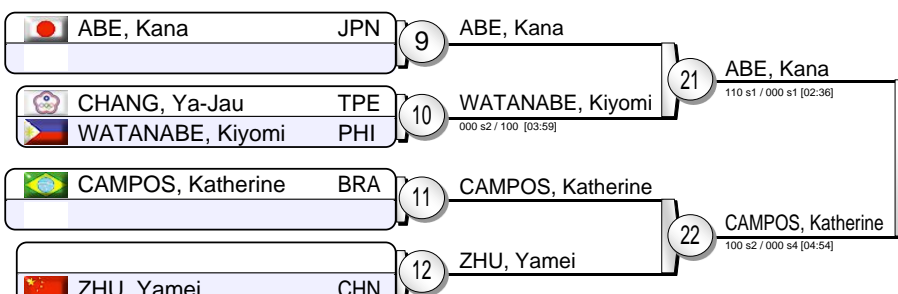 ABE, Kana JPN
9
ABE, Kana
21
ABE, Kana
110 s1 / 000 s1 [02:36]
CHANG, Ya-Jau TPE
WATANABE, Kiyomi PHI
10
WATANABE, Kiyomi
000 s2 / 100 [03:59]
CAMPOS, Katherine BRA
11
CAMPOS, Katherine
22
CAMPOS, Katherine
100 s2 / 000 s4 [04:54]
12
ZHU, Yamei
ZHU, Yamei CHN